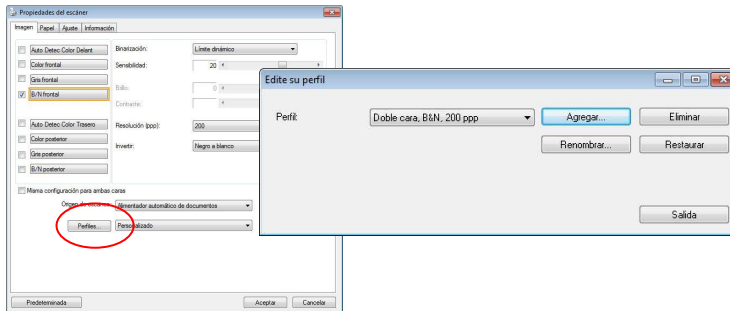 Propiedades del escáner
Imagen Papel Ajuste Información
Auto Detec Color Delant
Color frontal
Gris frontal
B/N frontal
Auto Detec Color Trasero
Color posterior
Gris posterior
B/N posterior
Binarización: Límite dinámico
Sensibilidad: 20
Brillo: 0
Contraste:
Resolución (ppp): 200
Invertir: Negro a blanco
Misma configuración para ambas caras
Origen de escáner: Alimentador automático de documentos
Perfiles... Personalizado
Predeterminada Aceptar Cancelar
Edite su perfil
Perfil: Doble cara, B&N, 200 ppp Agregar... Eliminar
Renombrar... Restaurar
Salida